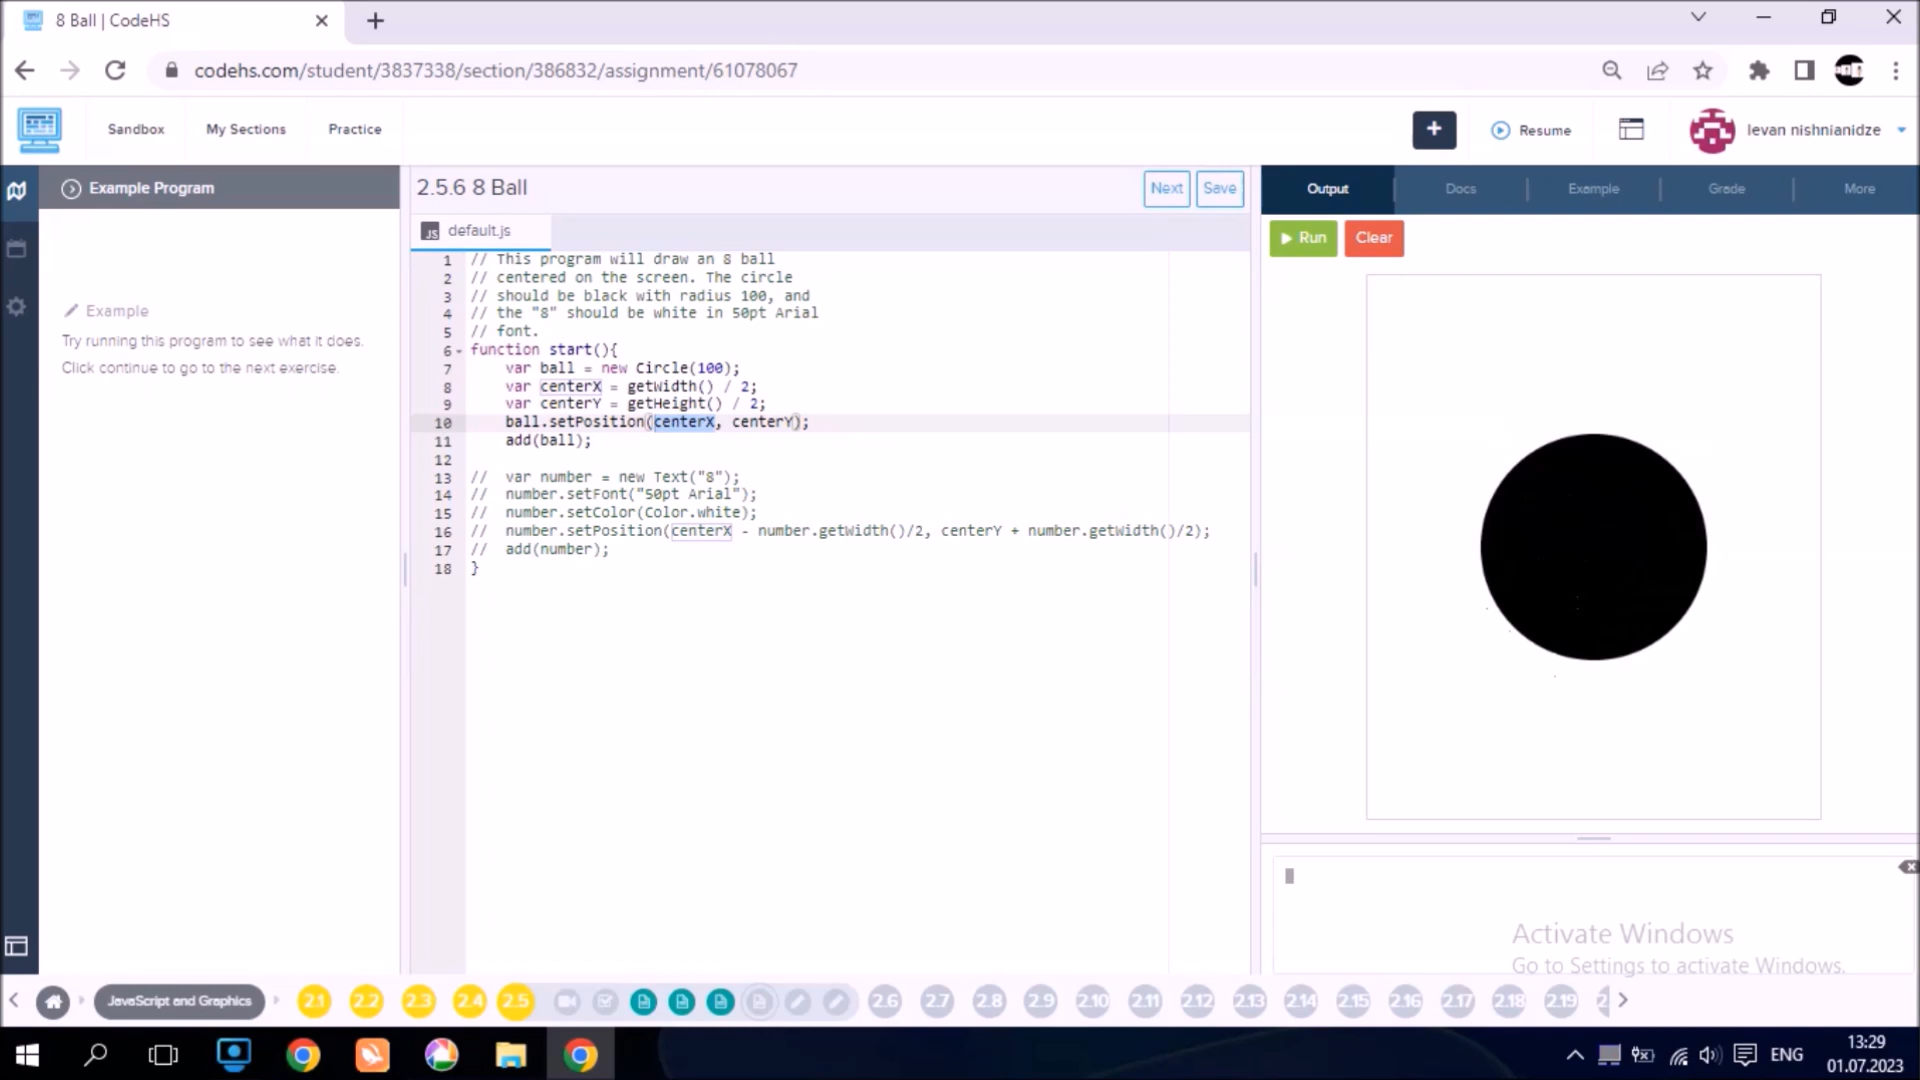 8 Ball | CodeHS
codehs.com/student/3837338/section/386832/assignment/61078067
Sandbox
My Sections
Practice
+
Resume
levan nishnianidze
Example Program
2.5.6 8 Ball
Next
Save
Output
Docs
Example
Grade
More
JS default.js
Run
Clear
Example
Try running this program to see what it does.
Click continue to go to the next exercise.
1 // This program will draw an 8 ball
2 // centered on the screen. The circle
3 // should be black with radius 100, and
4 // the "8" should be white in 50pt Arial
5 // font.
6 function start(){
7 var ball = new Circle(100);
8 var centerX = getWidth() / 2;
9 var centerY = getHeight() / 2;
10 ball.setPosition(centerX, centerY);
11 add(ball);
12
13 // var number = new Text("8");
14 // number.setFont("50pt Arial");
15 // number.setColor(Color.white);
16 // number.setPosition(centerX - number.getWidth()/2, centerY + number.getWidth()/2);
17 // add(number);
18 }
Activate Windows
Go to Settings to activate Windows.
JavaScript and Graphics
2.1 2.2 2.3 2.4 2.5 2.6 2.7 2.8 2.9 2.10 2.11 2.12 2.13 2.14 2.15 2.16 2.17 2.18 2.19 2
ENG
13:29
01.07.2023